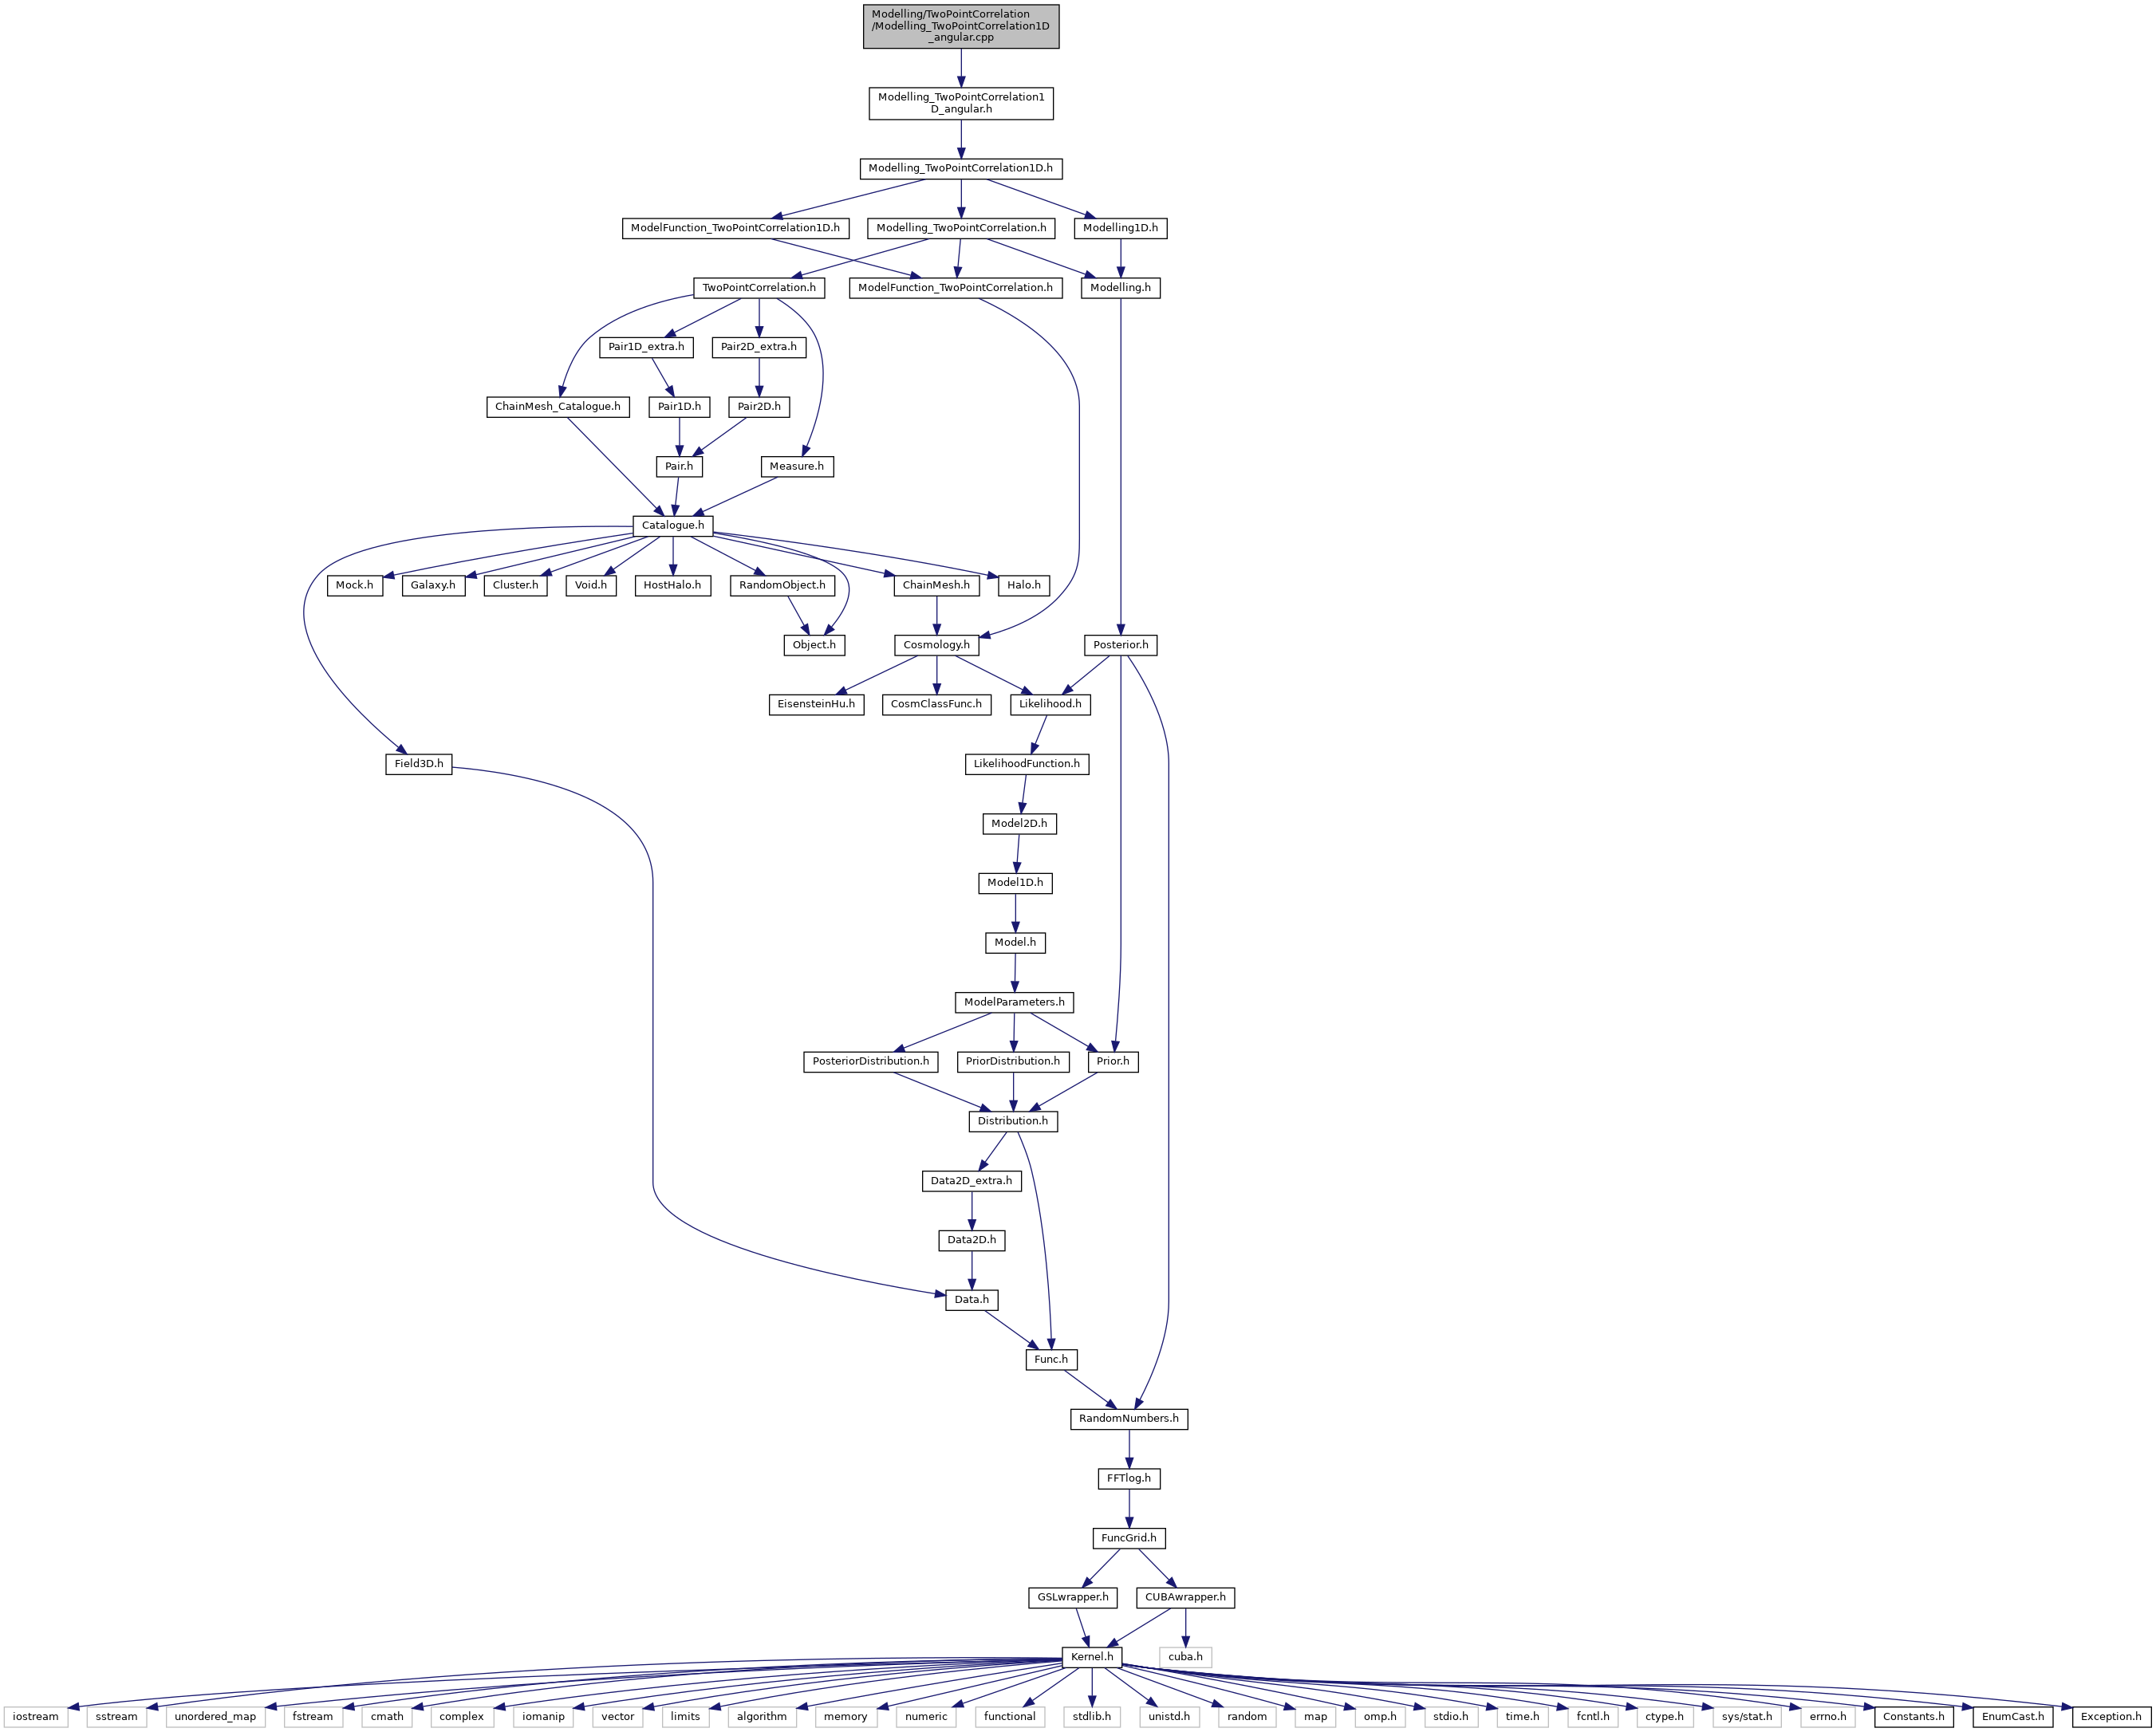 Modelling/TwoPointCorrelation
/Modelling_TwoPointCorrelation1D
_angular.cpp
Modelling_TwoPointCorrelation1
D_angular.h
Modelling_TwoPointCorrelation1D.h
ModelFunction_TwoPointCorrelation1D.h
Modelling_TwoPointCorrelation.h
Modelling1D.h
TwoPointCorrelation.h
ModelFunction_TwoPointCorrelation.h
Modelling.h
Pair1D_extra.h
Pair2D_extra.h
ChainMesh_Catalogue.h
Pair1D.h
Pair2D.h
Pair.h
Measure.h
Catalogue.h
Mock.h
Galaxy.h
Cluster.h
Void.h
HostHalo.h
RandomObject.h
ChainMesh.h
Halo.h
Object.h
Cosmology.h
Posterior.h
EisensteinHu.h
CosmClassFunc.h
Likelihood.h
Field3D.h
LikelihoodFunction.h
Model2D.h
Model1D.h
Model.h
ModelParameters.h
PosteriorDistribution.h
PriorDistribution.h
Prior.h
Distribution.h
Data2D_extra.h
Data2D.h
Data.h
Func.h
RandomNumbers.h
FFTlog.h
FuncGrid.h
GSLwrapper.h
CUBAwrapper.h
Kernel.h
cuba.h
iostream
sstream
unordered_map
fstream
cmath
complex
iomanip
vector
limits
algorithm
memory
numeric
functional
stdlib.h
unistd.h
random
map
omp.h
stdio.h
time.h
fcntl.h
ctype.h
sys/stat.h
errno.h
Constants.h
EnumCast.h
Exception.h